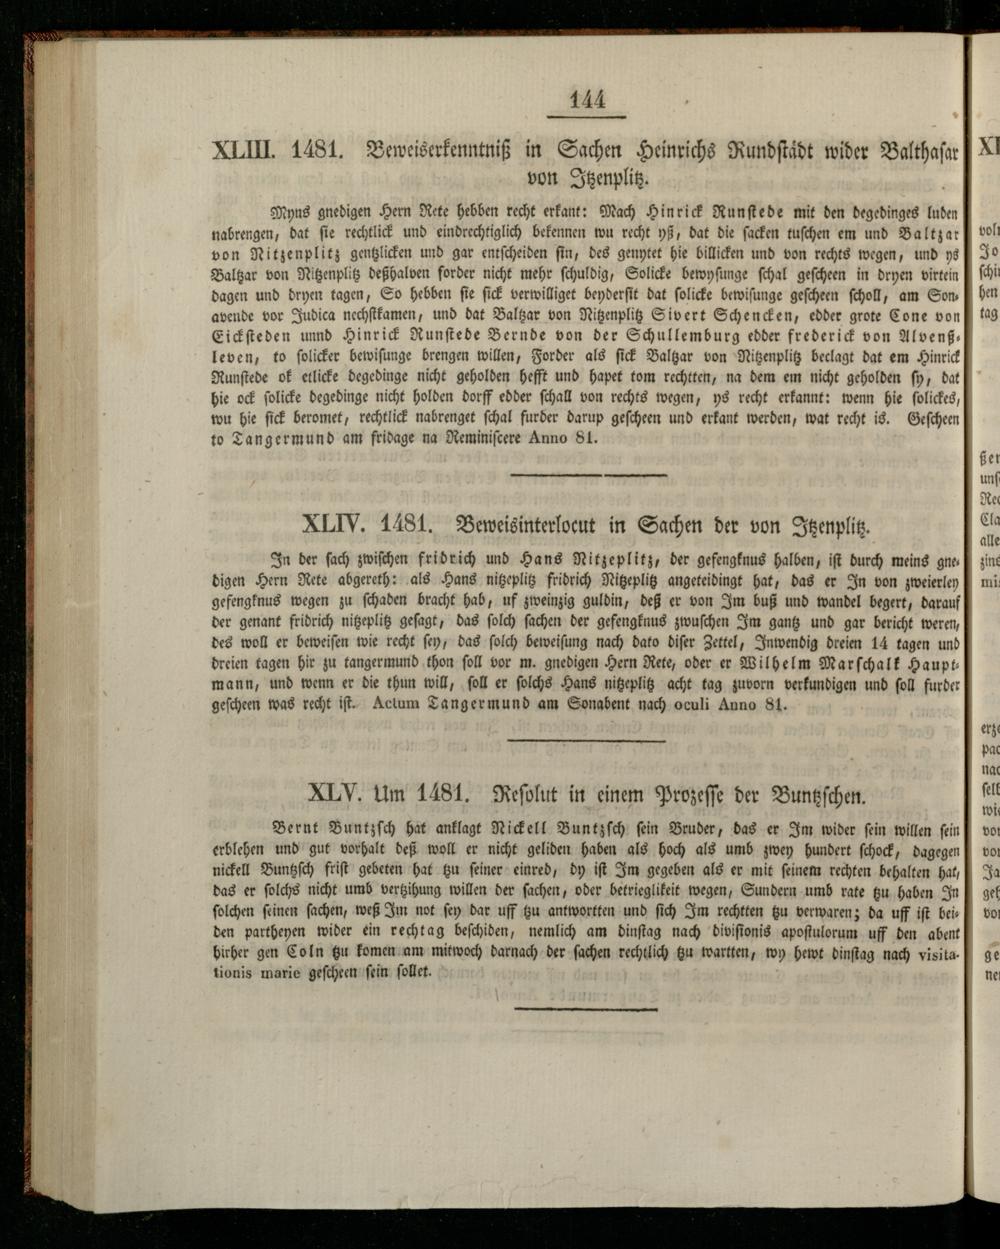 144
XLIII. 1481. Beweiserkenntniß in Sachen Heinrichs Rundstädt wider Balthasar
von Itzenplitz.
Myns gnedigen Hern Rete hebben recht erkant: Mach Hinrick Runstede mit den degedinges luden
nabrengen, dat sie rechtlick und eindrechtiglich bekennen wu recht yß, dat die sacken tuschen em und Baltzar
von Nitzenplitz gentzlicken und gar entscheiden sin, des genytet hie billicken und von rechts wegen, und ys
Baltzar von Nitzenplitz deßhalven forder nicht mehr schuldig, Solicke bewysunge schal gescheen in dryen virtein
dagen und dryen tagen, So hebben sie sick verwilliget beydersit dat solicke bewisunge gescheen scholl, am Son-
avende vor Judica nechstkamen, und dat Baltzar von Nitzenplitz Sivert Schencken, edder grote Cone von
Eicksteden unnd Hinrick Runstede Bernde von der Schullemburg edder frederick von Alvenß-
leven, to solicker bewisunge brengen willen, Forder als sick Baltzar von Nitzenplitz beclagt dat em Hinrick
Runstede ok etlicke degedinge nicht geholden hefft und hapet tom rechtten, na dem em nicht geholden sy, dat
hie ock solicke degedinge nicht holden dorff edder schall von rechts wegen, ys recht erkannt: wenn hie solickes,
wu hie sick beromet, rechtlick nabrenget schal furder darup gescheen und erkant werden, wat recht is. Gescheen
to Tangermund am fridage na Reminiscere Anno 81.
XLIV. 1481. Beweisinterlocut in Sachen der von Itzenplitz.
In der sach zwischen fridrich und Hans Nitzeplitz, der gefengknus halben, ist durch meins gne-
digen Hern Rete abgereth: als Hans nitzeplitz fridrich Nitzeplitz angeteidingt hat, das er In von zweierley
gefengknus wegen zu schaden bracht hab, uf zweinzig guldin, deß er von Im buß und wandel begert, darauf
der genant fridrich nitzeplitz gesagt, das solch sachen der gefengknus zwuschen Im gantz und gar bericht weren,
des woll er beweisen wie recht sey, das solch beweisung nach dato diser Zettel, Inwendig dreien 14 tagen und
dreien tagen hir zu tangermund thon soll vor m. gnedigen Hern Rete, oder er Wilhelm Marschalk Haupt-
mann, und wenn er die thun will, soll er solchs Hans nitzeplitz acht tag zuvorn verkundigen und soll furder
gescheen was recht ist. Actum Tangermund am Sonabent nach oculi Anno 81.
XLV. Um 1481. Resolut in einem Prozesse der Buntzschen.
Bernt Buntzsch hat anklagt Nickell Buntzsch sein Bruder, das er Im wider sein willen sein
erblehen und gut vorhalt deß woll er nicht geliden haben als hoch als umb zwey hundert schock, dagegen
nickell Buntzsch frist gebeten hat tzu seiner einred, dy ist Im gegeben als er mit seinem rechten behalten hat,
das er solchs nicht umb vertzihung willen der sachen, oder betrieglikeit wegen, Sundern umb rate tzu haben In
solchen seinen sachen, weß Im not sey dar uff tzu antwortten und sich Im rechtten tzu verwaren; da uff ist bei-
den partheyen wider ein rechtag bescheiden, nemlich am dinstag nach divisionis apostulorum uff den abent
hirher gen Coln tzu komen am mitwoch darnach der sachen rechtlich tzu wartten, wy hewt dinstag nach visita-
tionis marie gescheen sein sollet.